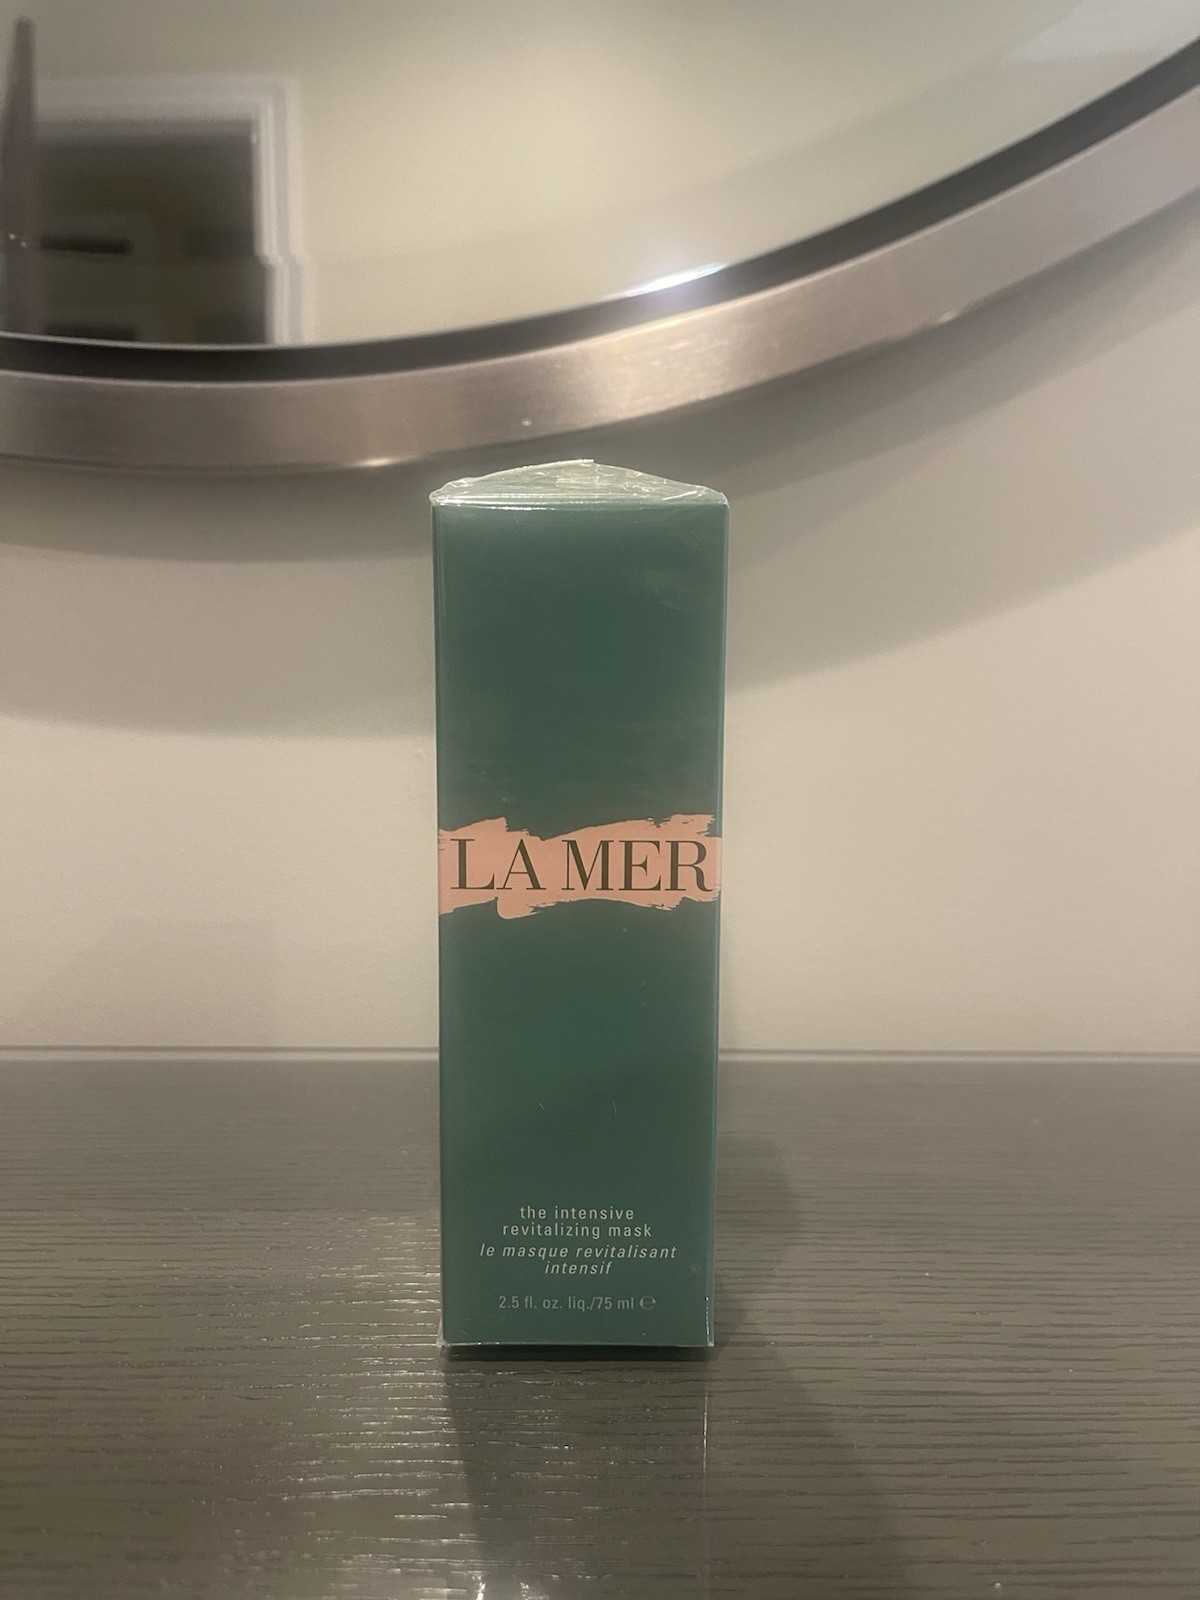 LA MER
the intensive
revitalizing mask
le masque revitalisant
intensif
2.5 fl. oz. liq./75 ml ℮